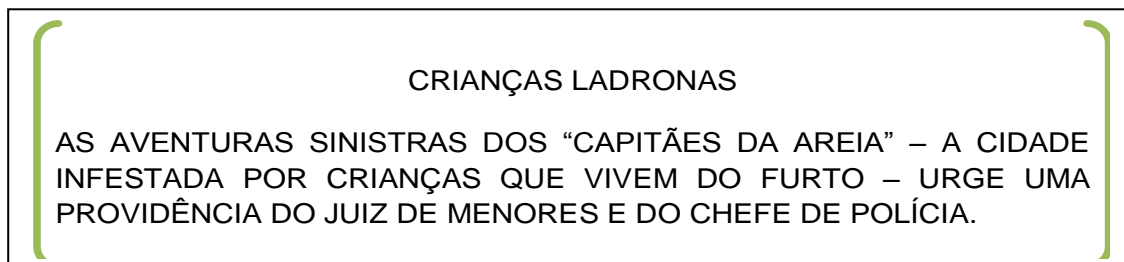 CRIANÇAS LADRONAS
AS AVENTURAS SINISTRAS DOS “CAPITÃES DA AREIA” – A CIDADE
INFESTADA POR CRIANÇAS QUE VIVEM DO FURTO – URGE UMA
PROVIDÊNCIA DO JUIZ DE MENORES E DO CHEFE DE POLÍCIA.